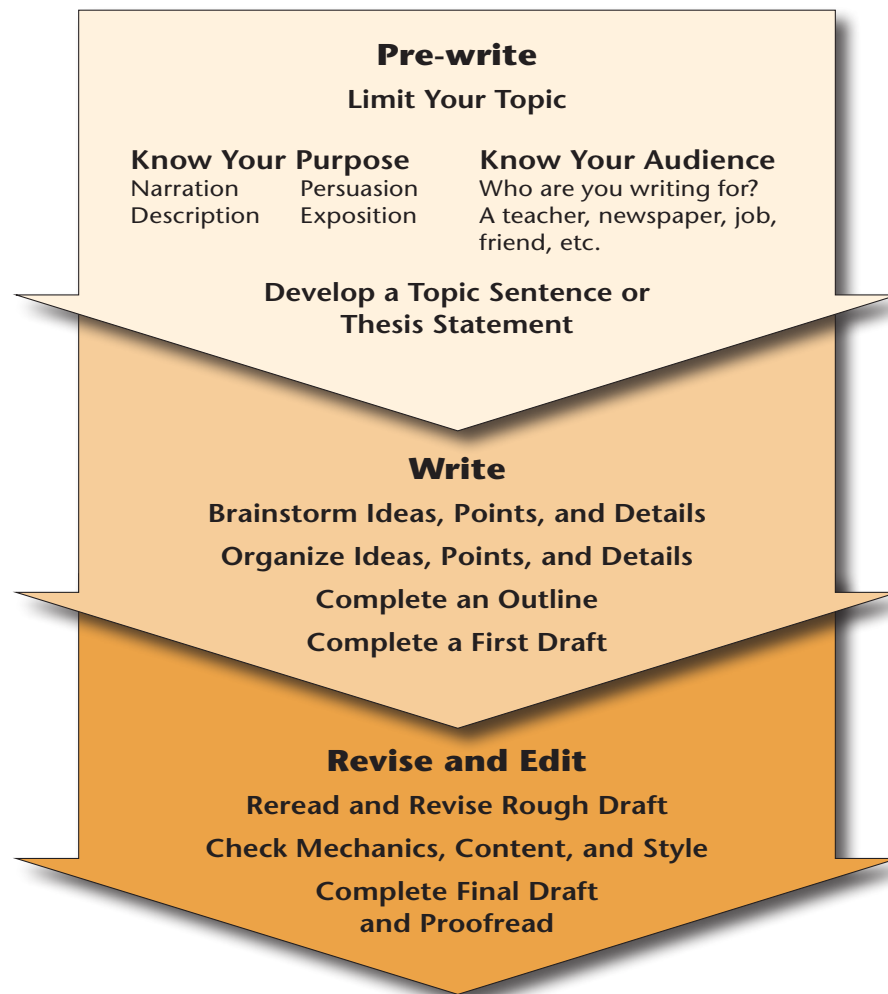 Pre-write
Limit Your Topic
Know Your Purpose
Narration Persuasion
Description Exposition
Know Your Audience
Who are you writing for?
A teacher, newspaper, job,
friend, etc.
Develop a Topic Sentence or
Thesis Statement
Write
Brainstorm Ideas, Points, and Details
Organize Ideas, Points, and Details
Complete an Outline
Complete a First Draft
Revise and Edit
Reread and Revise Rough Draft
Check Mechanics, Content, and Style
Complete Final Draft
and Proofread